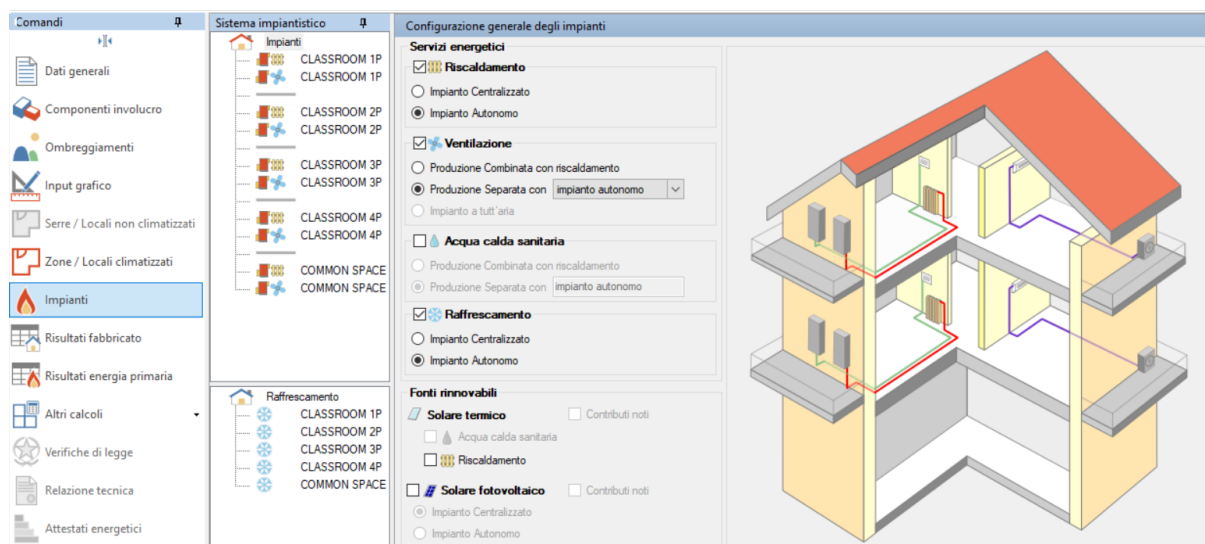 Comandi
Dati generali
Componenti involucro
Ombreggiamenti
Input grafico
Serre / Locali non climatizzati
Zone / Locali climatizzati
Impianti
Risultati fabbricato
Risultati energia primaria
Altri calcoli
Verifiche di legge
Relazione tecnica
Attestati energetici
Sistema impiantistico
Impianti
CLASSROOM 1P
CLASSROOM 1P
CLASSROOM 2P
CLASSROOM 2P
CLASSROOM 3P
CLASSROOM 3P
CLASSROOM 4P
CLASSROOM 4P
COMMON SPACE
COMMON SPACE
Raffrescamento
CLASSROOM 1P
CLASSROOM 2P
CLASSROOM 3P
CLASSROOM 4P
COMMON SPACE
Configurazione generale degli impianti
Servizi energetici
Riscaldamento
Impianto Centralizzato
Impianto Autonomo
Ventilazione
Produzione Combinata con riscaldamento
Produzione Separata con impianto autonomo
Impianto a tutt'aria
Acqua calda sanitaria
Produzione Combinata con riscaldamento
Produzione Separata con impianto autonomo
Raffrescamento
Impianto Centralizzato
Impianto Autonomo
Fonti rinnovabili
Solare termico Contributi noti
Acqua calda sanitaria
Riscaldamento
Solare fotovoltaico Contributi noti
Impianto Centralizzato
Impianto Autonomo